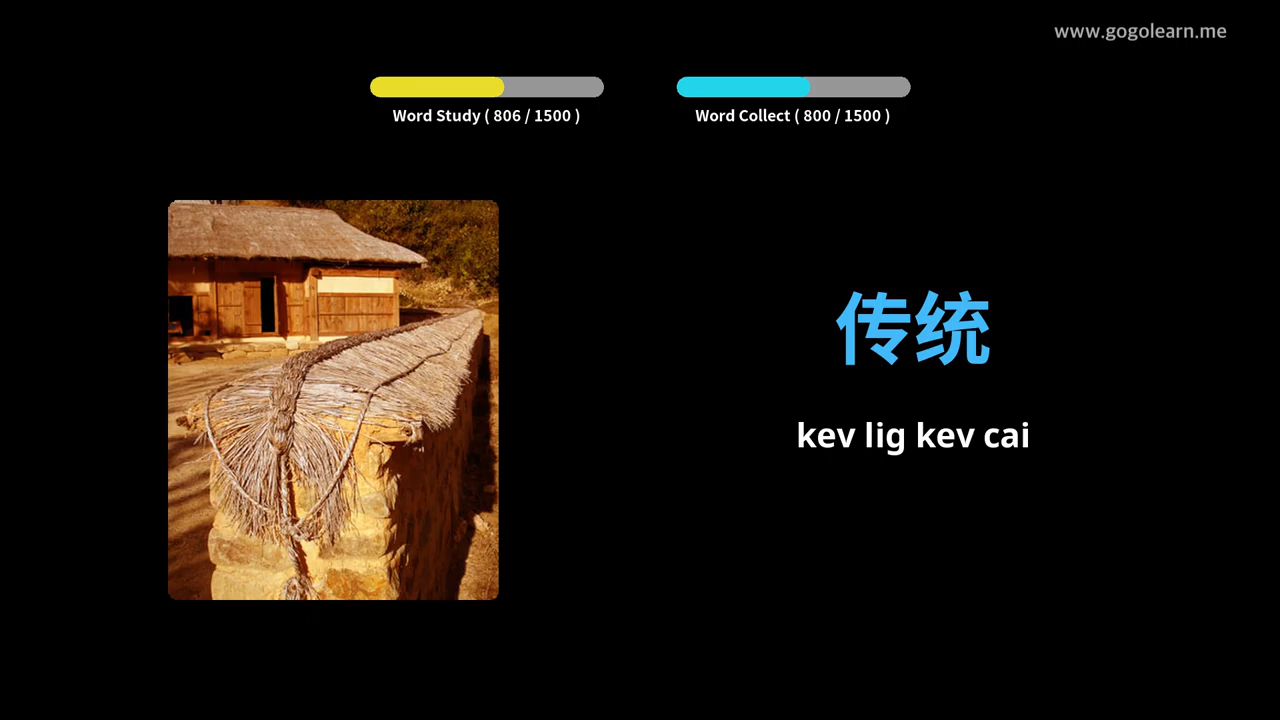 www.gogolearn.me
Word Study ( 806 / 1500 )
Word Collect ( 800 / 1500 )
传统
kev lig kev cai